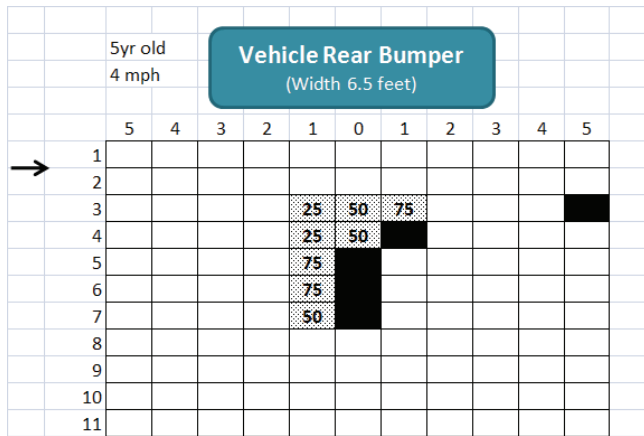 5yr old
4 mph
Vehicle Rear Bumper
(Width 6.5 feet)
5 4 3 2 1 0 1 2 3 4 5
1
2
3 25 50 75
4 25 50
5 75
6 75
7 50
8
9
10
11